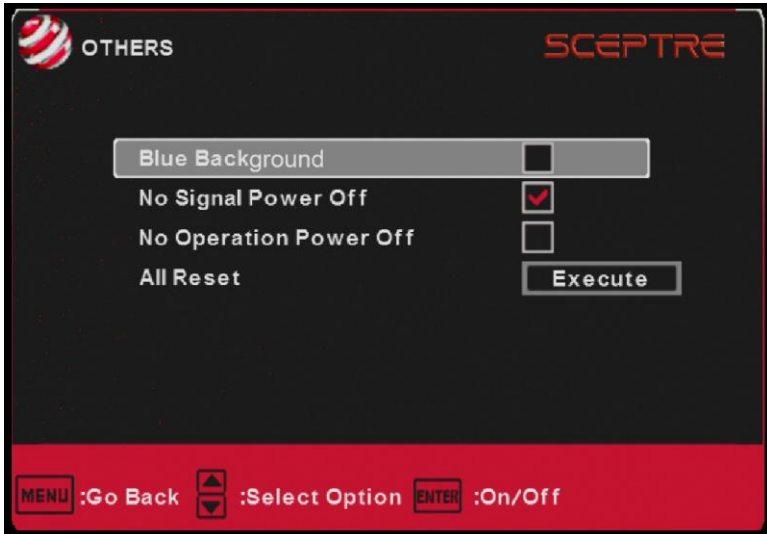 OTHERS
SCEPTRE
Blue Background
No Signal Power Off
No Operation Power Off
All Reset Execute
MENU :Go Back :Select Option ENTER :On/Off